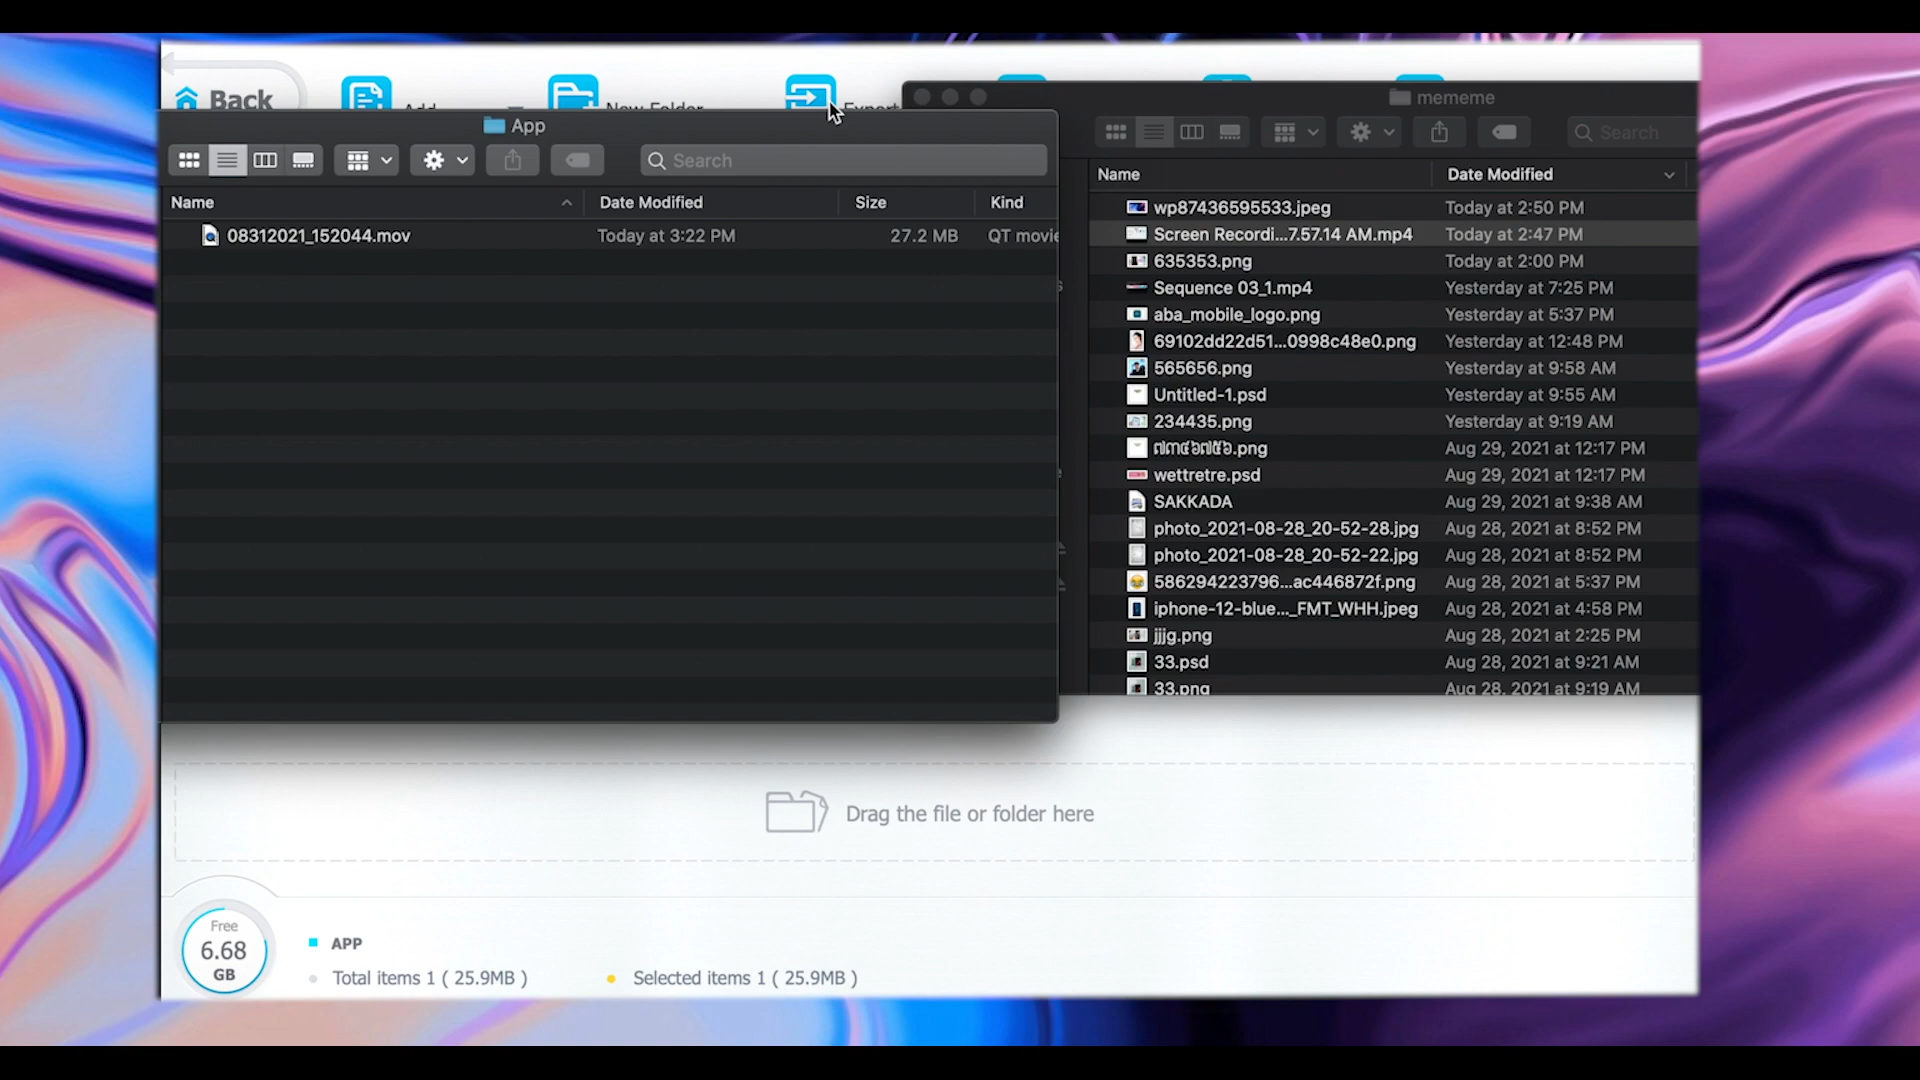 Back
Add
New Folder
Export
App
Search
Name
Date Modified
Size
Kind
08312021_152044.mov
Today at 3:22 PM
27.2 MB
QT movie
mememe
Search
Name
Date Modified
wp87436595533.jpeg
Today at 2:50 PM
Screen Recordi...7.57.14 AM.mp4
Today at 2:47 PM
635353.png
Today at 2:00 PM
Sequence 03_1.mp4
Yesterday at 7:25 PM
aba_mobile_logo.png
Yesterday at 5:37 PM
69102dd22d51...0998c48e0.png
Yesterday at 12:48 PM
565656.png
Yesterday at 9:58 AM
Untitled-1.psd
Yesterday at 9:55 AM
234435.png
Yesterday at 9:19 AM
.png
Aug 29, 2021 at 12:17 PM
wettretre.psd
Aug 29, 2021 at 12:17 PM
SAKKADA
Aug 29, 2021 at 9:38 AM
photo_2021-08-28_20-52-28.jpg
Aug 28, 2021 at 8:52 PM
photo_2021-08-28_20-52-22.jpg
Aug 28, 2021 at 8:52 PM
586294223796...ac446872f.png
Aug 28, 2021 at 5:37 PM
iphone-12-blue..._FMT_WHH.jpeg
Aug 28, 2021 at 4:58 PM
jjjg.png
Aug 28, 2021 at 2:25 PM
33.psd
Aug 28, 2021 at 9:21 AM
33.png
Aug 28, 2021 at 9:19 AM
Drag the file or folder here
Free
6.68
GB
APP
Total items 1 ( 25.9MB )
Selected items 1 ( 25.9MB )